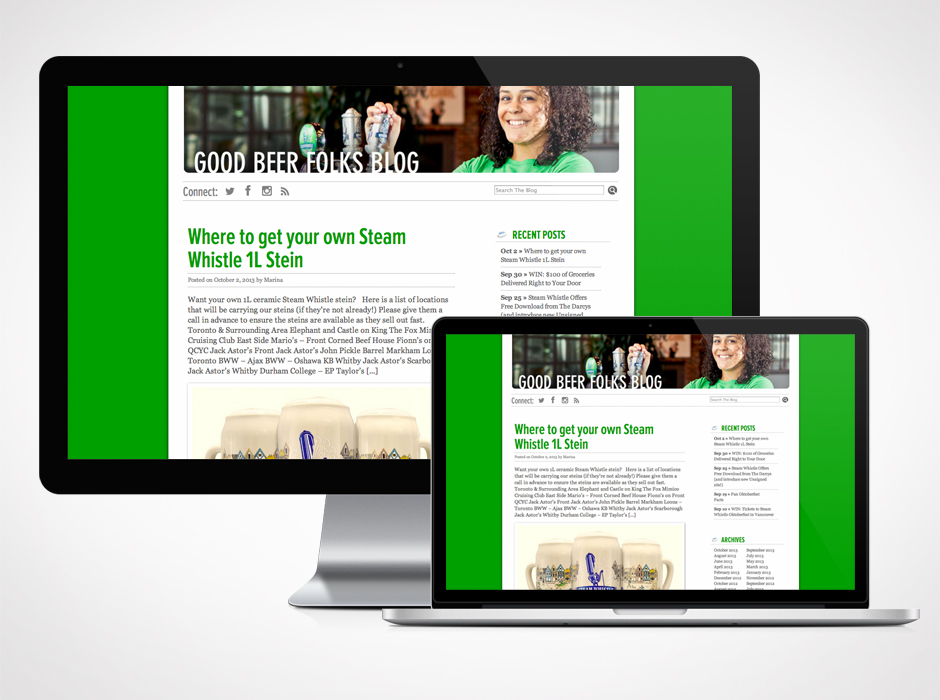 GOOD BEER FOLKS BLOG
Connect:
Search The Blog
Where to get your own Steam
Whistle 1L Stein
Posted on October 2, 2013 by Marina
Want your own 1L ceramic Steam Whistle stein? Here is a list of locations
that will be carrying our steins (if they're not already!) Please give them a
call in advance to ensure the steins are available as they sell out fast.
Toronto & Surrounding Area Elephant and Castle on King The Fox Mim
Cruising Club East Side Mario's – Front Corned Beef House Fionn's on
QCYC Jack Astor's Front Jack Astor's John Pickle Barrel Markham Lo
Toronto BWW – Ajax BWW – Oshawa KB Whitby Jack Astor's Scarbo
Jack Astor's Whitby Durham College – EP Taylor's [...]
RECENT POSTS
Oct 2 » Where to get your own
Steam Whistle 1L Stein
Sep 30 » WIN: $100 of Groceries
Delivered Right to Your Door
Sep 25 » Steam Whistle Offers
Free Download from The Darcys
(and introduce new Unsigned
GOOD BEER FOLKS BLOG
Connect:
Search The Blog
Where to get your own Steam
Whistle 1L Stein
Posted on October 2, 2013 by Marina
Want your own 1L ceramic Steam Whistle stein? Here is a list of locations
that will be carrying our steins (if they're not already!) Please give them a
call in advance to ensure the steins are available as they sell out fast.
Toronto & Surrounding Area Elephant and Castle on King The Fox Mimico
Cruising Club East Side Mario's – Front Corned Beef House Fionn's on Front
QCYC Jack Astor's Front Jack Astor's John Pickle Barrel Markham Loons –
Toronto BWW – Ajax BWW – Oshawa KB Whitby Jack Astor's Scarborough
Jack Astor's Whitby Durham College – EP Taylor's [...]
RECENT POSTS
Oct 2 » Where to get your own
Steam Whistle 1L Stein
Sep 30 » WIN: $100 of Groceries
Delivered Right to Your Door
Sep 25 » Steam Whistle Offers
Free Download from The Darcys
(and introduce new Unsigned
site!)
Sep 19 » Fun Oktoberfest
Facts
Sep 10 » WIN: Tickets to Steam
Whistle Oktoberfest in Vancouver
ARCHIVES
October 2013 September 2013
August 2013 July 2013
June 2013 May 2013
April 2013 March 2013
February 2013 January 2013
December 2012 November 2012
October 2012 September 2012
August 2012 July 2012